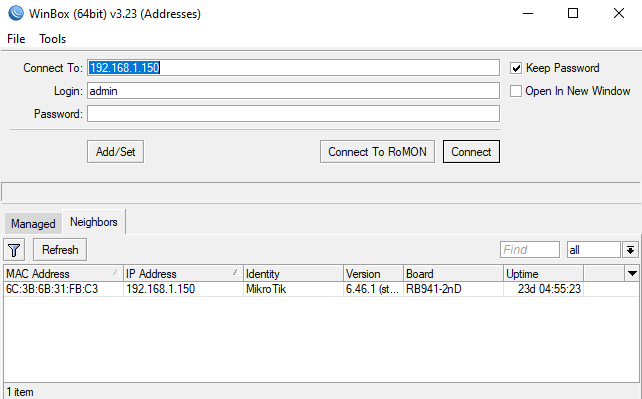 WinBox (64bit) v3.23 (Addresses)
File Tools
Connect To: 192.168.1.150
Keep Password
Login: admin
Open In New Window
Password:
Add/Set Connect To RoMON Connect
Managed Neighbors
Refresh Find all
MAC Address IP Address Identity Version Board Uptime
6C:3B:6B:31:FB:C3 192.168.1.150 MikroTik 6.46.1 (st... RB941-2nD 23d 04:55:23
1 item